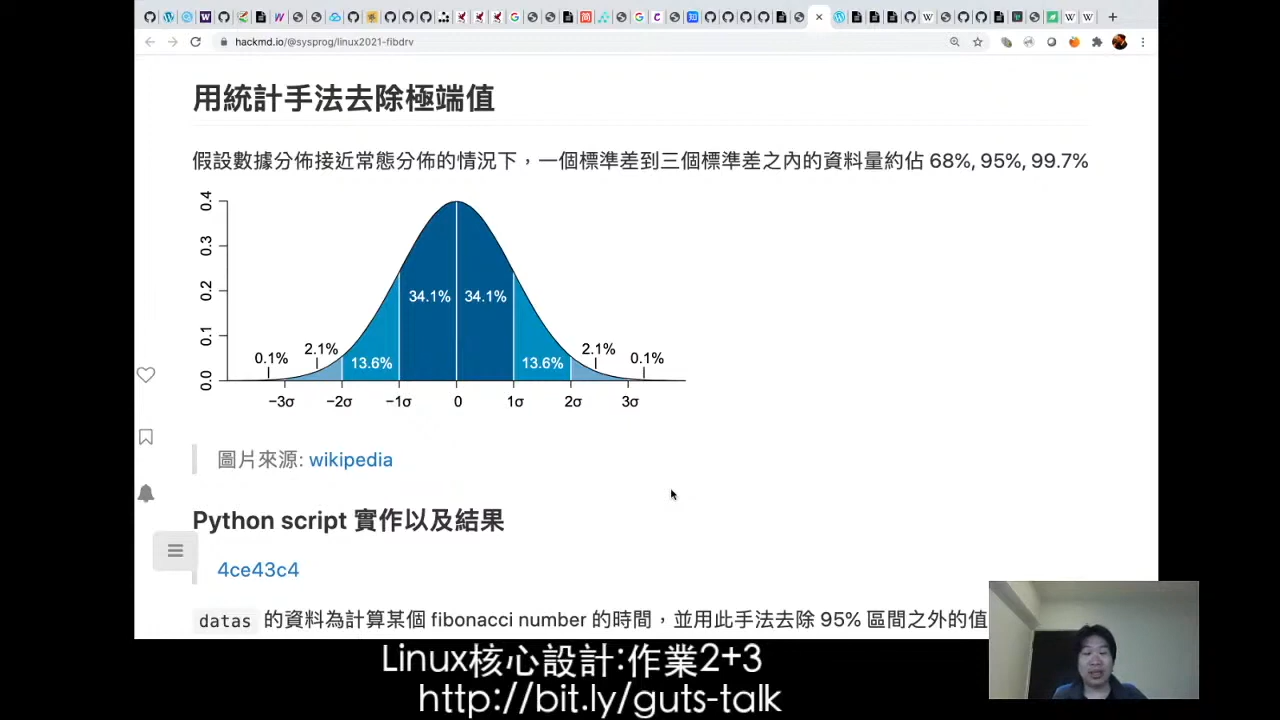 hackmd.io/@sysprog/linux2021-fibdrv
用統計手法去除極端值
假設數據分佈接近常態分佈的情況下，一個標準差到三個標準差之內的資料量約佔 68%, 95%, 99.7%
0.4
0.3
0.2
0.1
0.0
34.1% 34.1%
0.1% 2.1% 13.6% 13.6% 2.1% 0.1%
−3σ −2σ −1σ 0 1σ 2σ 3σ
圖片來源: wikipedia
Python script 實作以及結果
4ce43c4
datas 的資料為計算某個 fibonacci number 的時間，並用此手法去除 95% 區間之外的值
Linux核心設計:作業2+3
http://bit.ly/guts-talk